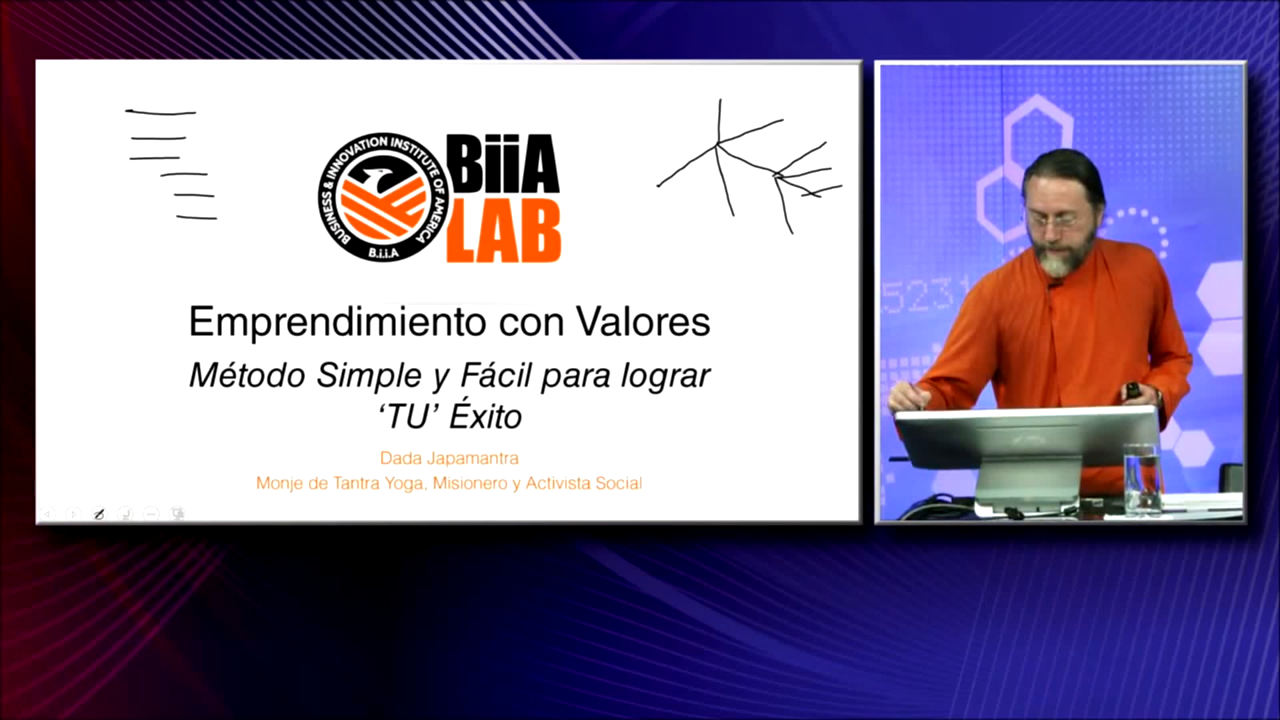 BUSINESS & INNOVATION INSTITUTE OF AMERICA
B.i.i.A
BiiA
LAB
Emprendimiento con Valores
Método Simple y Fácil para lograr
‘TU’ Éxito
Dada Japamantra
Monje de Tantra Yoga, Misionero y Activista Social
5231